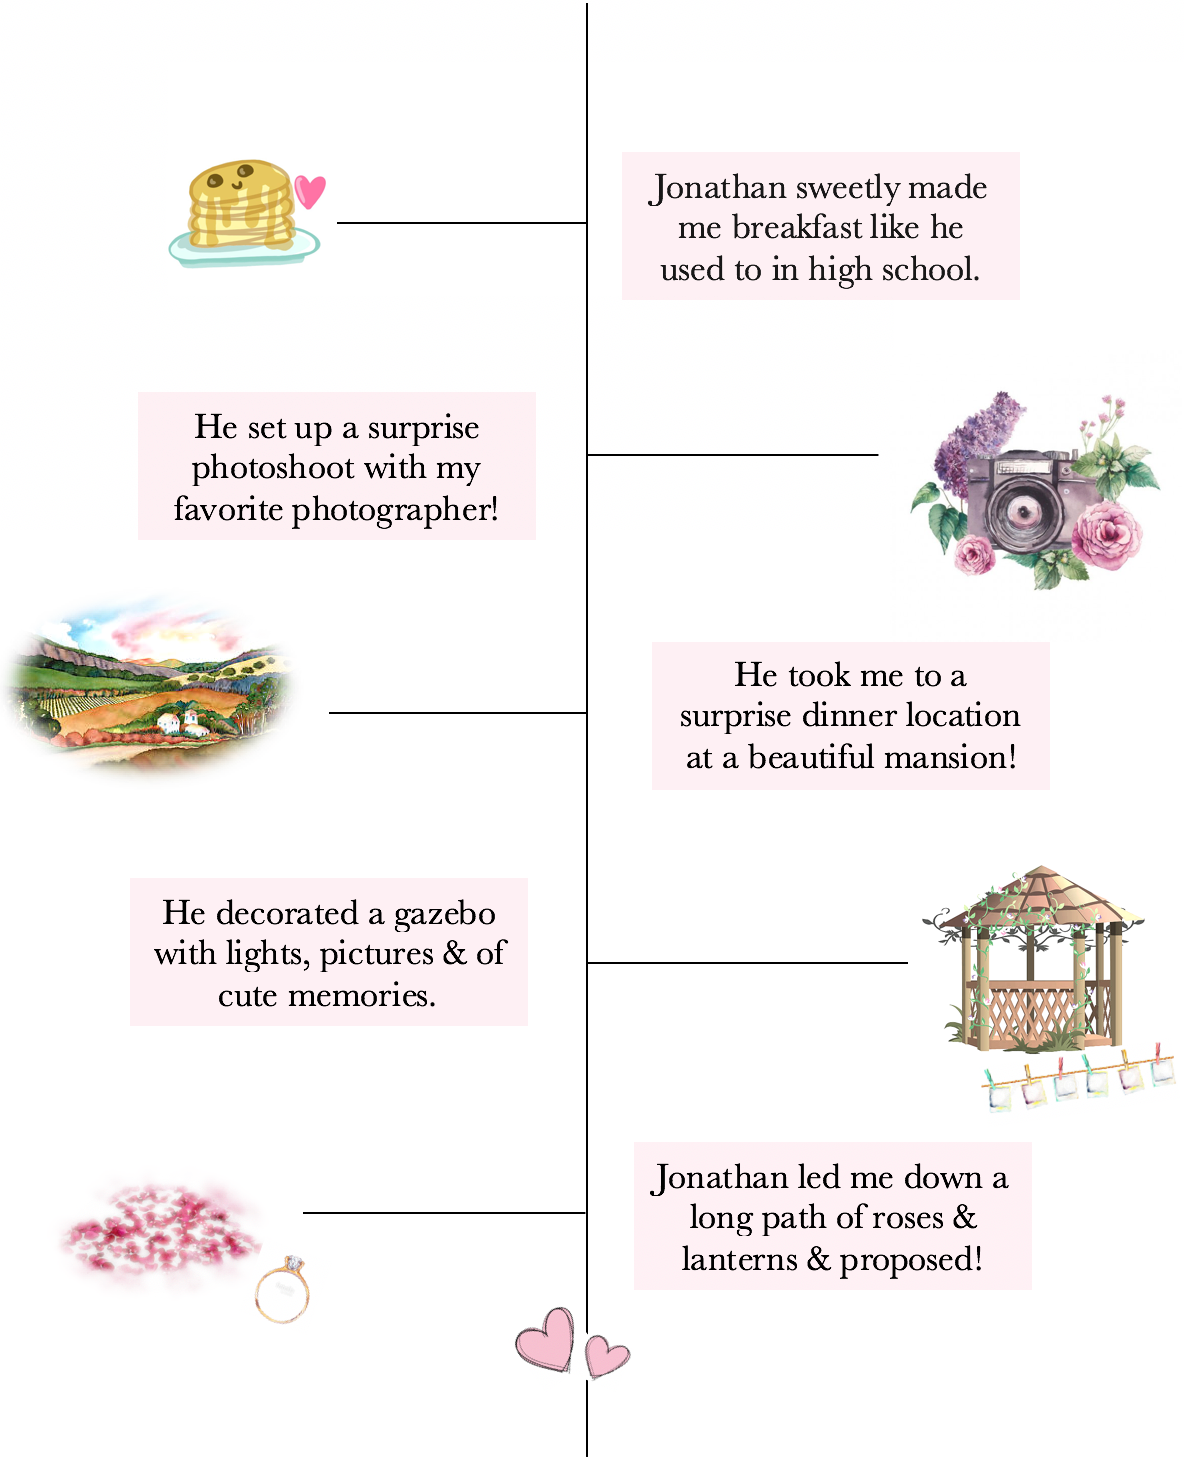 Jonathan sweetly made
me breakfast like he
used to in high school.
He set up a surprise
photoshoot with my
favorite photographer!
He took me to a
surprise dinner location
at a beautiful mansion!
He decorated a gazebo
with lights, pictures & of
cute memories.
Jonathan led me down a
long path of roses &
lanterns & proposed!